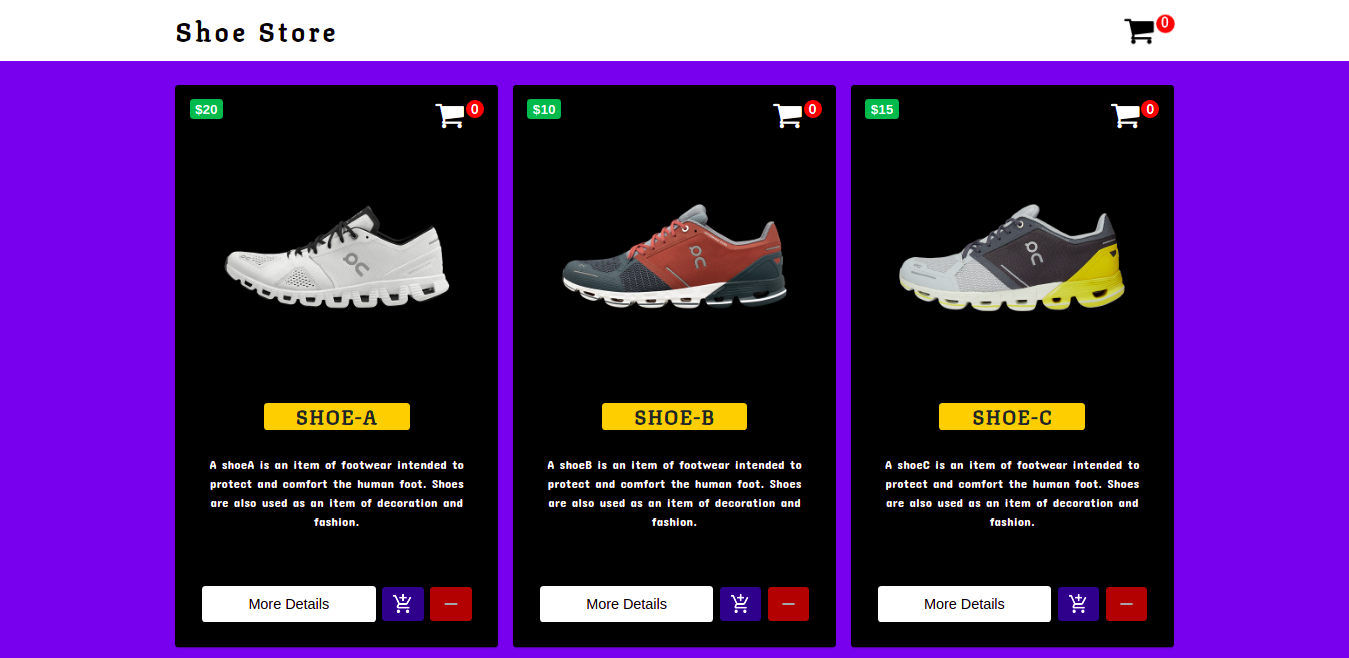 Shoe Store
0
$20
0
$10
0
$15
0
SHOE-A
SHOE-B
SHOE-C
A shoeA is an item of footwear intended to
protect and comfort the human foot. Shoes
are also used as an item of decoration and
fashion.
A shoeB is an item of footwear intended to
protect and comfort the human foot. Shoes
are also used as an item of decoration and
fashion.
A shoeC is an item of footwear intended to
protect and comfort the human foot. Shoes
are also used as an item of decoration and
fashion.
More Details
More Details
More Details